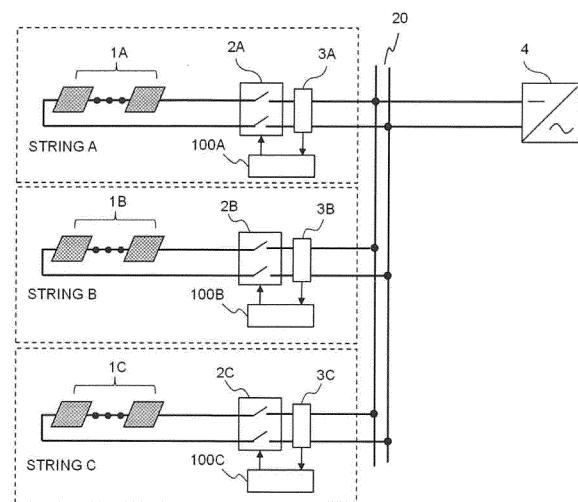 20
1A
2A
3A
4
STRING A
100A
1B
2B
3B
STRING B
100B
1C
2C
3C
STRING C
100C